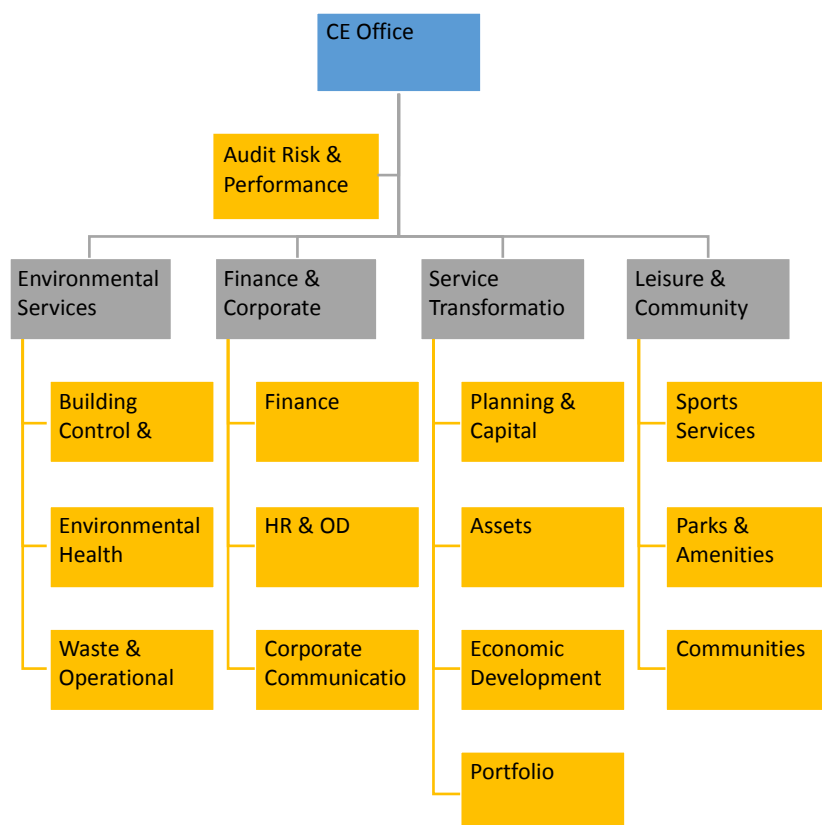 CE Office
Audit Risk &
Performance
Environmental
Services
Finance &
Corporate
Service
Transformatio
Leisure &
Community
Building
Control &
Finance
Planning &
Capital
Sports
Services
Environmental
Health
HR & OD
Assets
Parks &
Amenities
Waste &
Operational
Corporate
Communicatio
Economic
Development
Communities
Portfolio